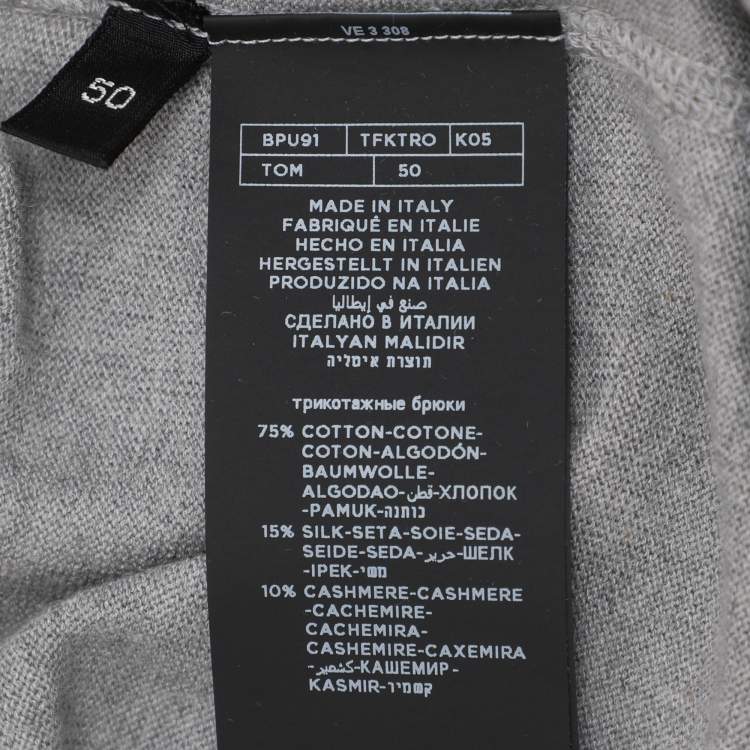 VE 3 308
50
BPU91 TFKTRO K05
TOM 50
MADE IN ITALY
FABRIQUÊ EN ITALIE
HECHO EN ITALIA
HERGESTELLT IN ITALIEN
PRODUZIDO NA ITALIA
صنع في إيطاليا
СДЕЛАНО В ИТАЛИИ
ITALYAN MALIDIR
תוצרת איטליה
трикотажные брюки
75% COTTON-COTONE-
COTON-ALGODÓN-
BAUMWOLLE-
ALGODAO-قطن-ХЛОПОК
-PAMUK-כותנה
15% SILK-SETA-SOIE-SEDA-
SEIDE-SEDA-حرير-ШЕЛК
-IPEK-משי
10% CASHMERE-CASHMERE
-CACHEMIRE-
CACHEMIRA-
CASHEMIRE-CAXEMIRA
-كشمير-КАШЕМИР-
KASMIR-קשמיר